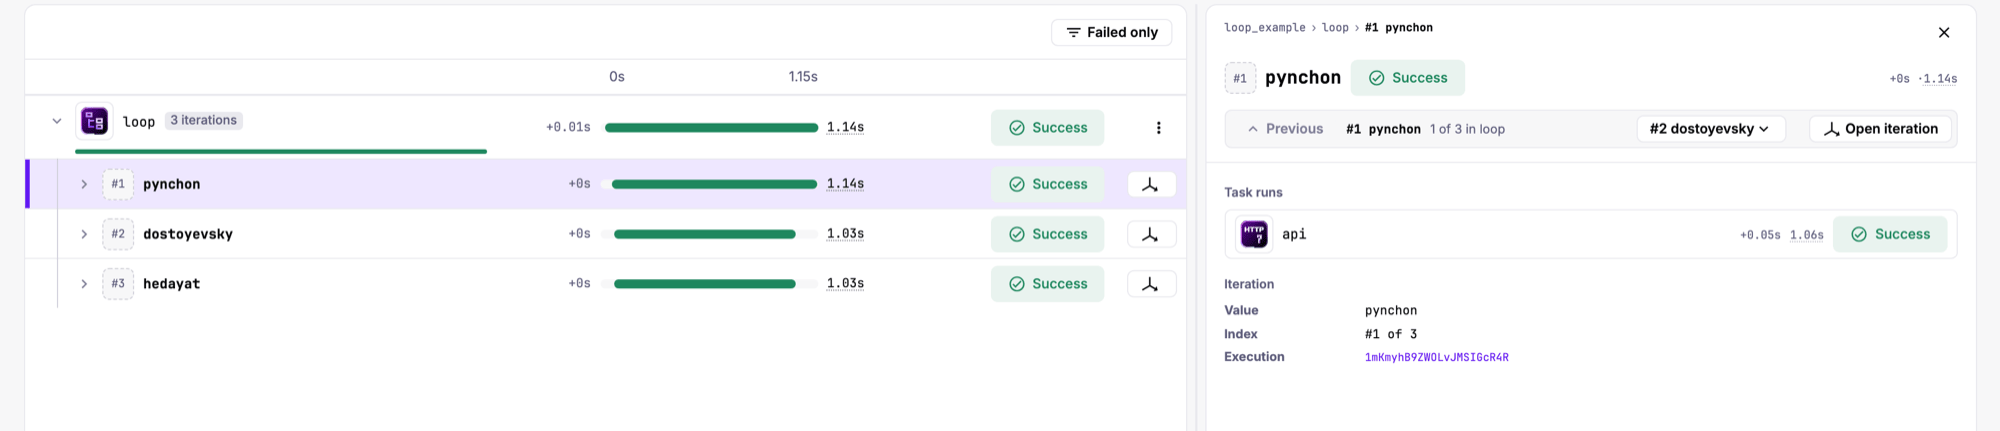 Failed only
0s 1.15s
loop 3 iterations +0.01s 1.14s Success
#1 pynchon +0s 1.14s Success
#2 dostoyevsky +0s 1.03s Success
#3 hedayat +0s 1.03s Success
loop_example › loop › #1 pynchon
#1 pynchon Success +0s ·1.14s
Previous #1 pynchon 1 of 3 in loop #2 dostoyevsky Open iteration
Task runs
HTTP ? api +0.05s 1.06s Success
Iteration
Value pynchon
Index #1 of 3
Execution 1mKmyhB9ZWOLvJMSIGcR4R